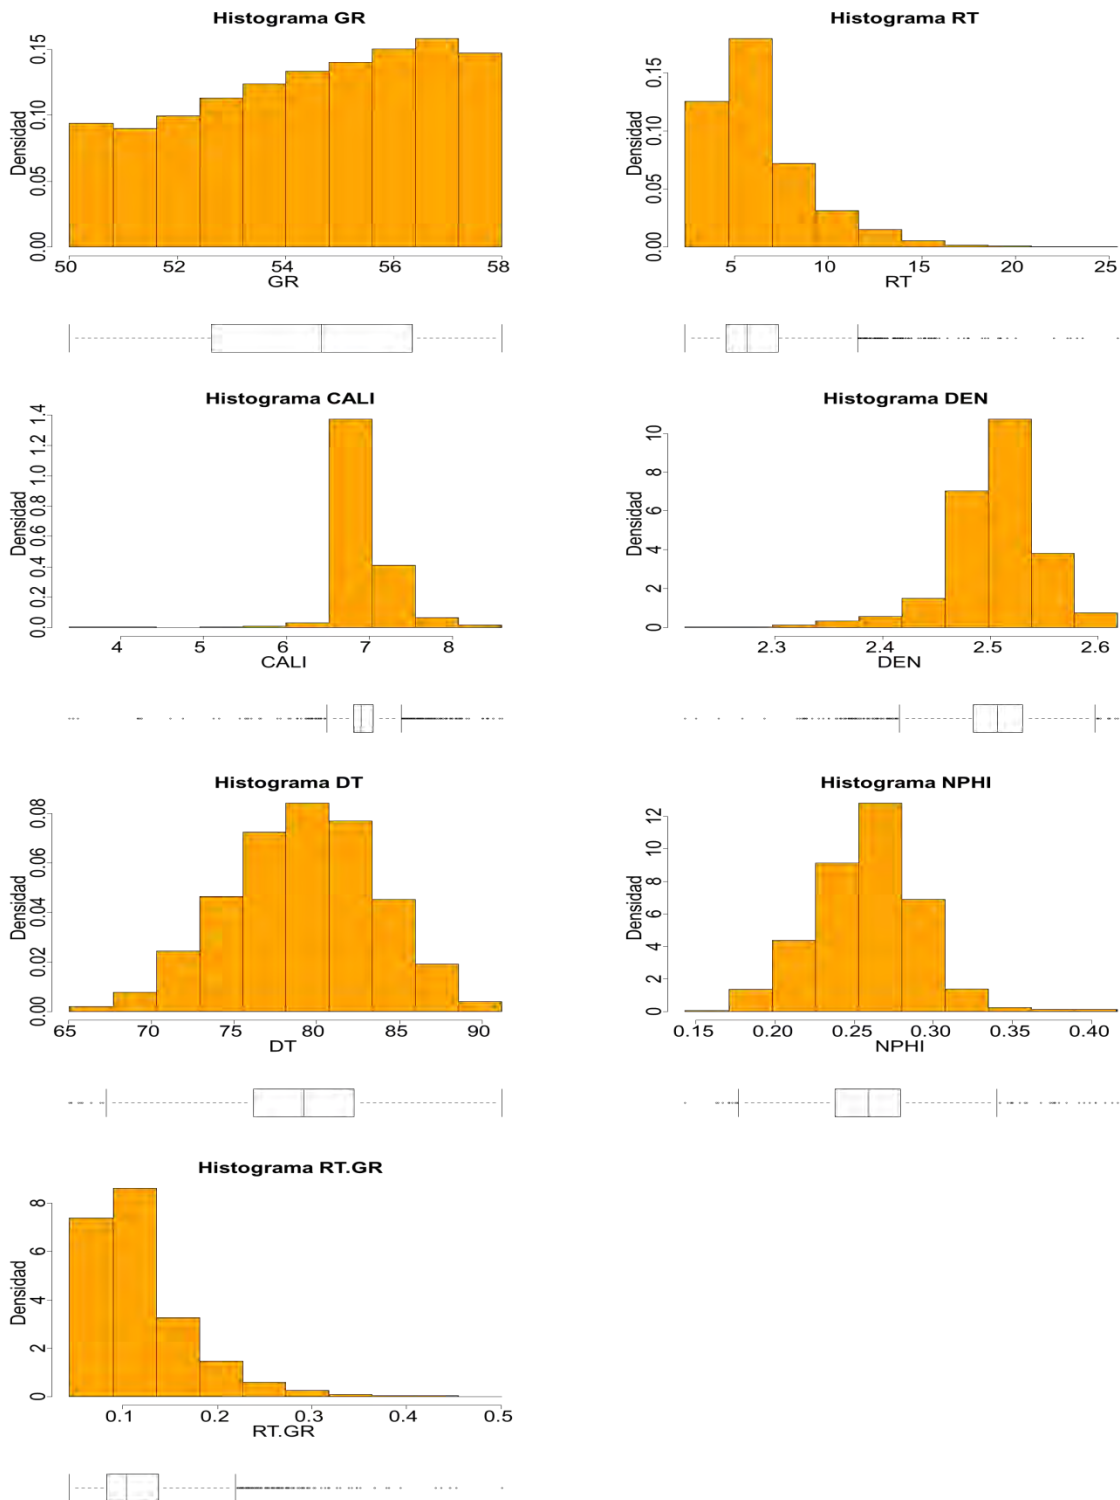 Histograma GR
Densidad
0.00 0.05 0.10 0.15
50 52 54 56 58
GR
Histograma RT
Densidad
0.00 0.05 0.10 0.15
5 10 15 20 25
RT
Histograma CALI
Densidad
0.0 0.2 0.4 0.6 0.8 1.0 1.2 1.4
4 5 6 7 8
CALI
Histograma DEN
Densidad
0 2 4 6 8 10
2.3 2.4 2.5 2.6
DEN
Histograma DT
Densidad
0.00 0.02 0.04 0.06 0.08
65 70 75 80 85 90
DT
Histograma NPHI
Densidad
0 2 4 6 8 10 12
0.15 0.20 0.25 0.30 0.35 0.40
NPHI
Histograma RT.GR
Densidad
0 2 4 6 8
0.1 0.2 0.3 0.4 0.5
RT.GR